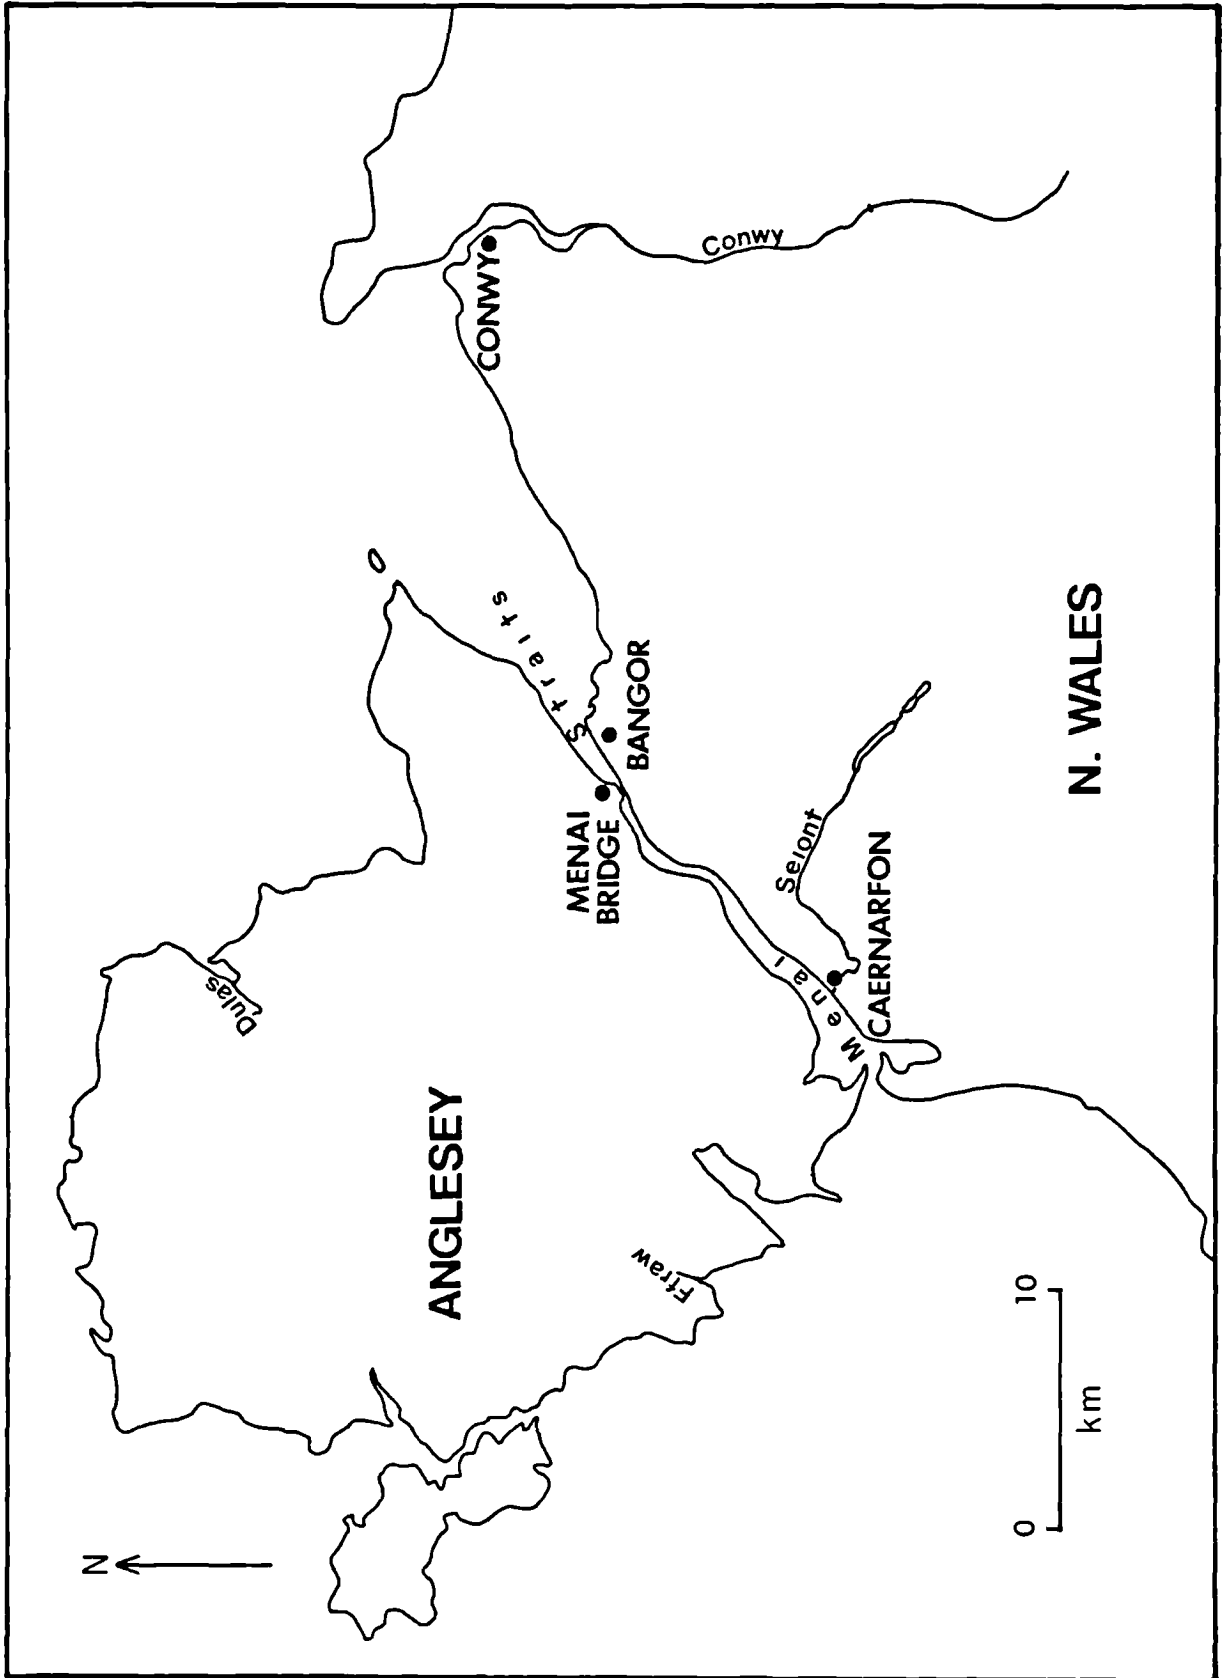 N
Dulas
ANGLESEY
Ffraw
MENAI
BRIDGE
BANGOR
CONWY
Conwy
Menai Straits
Seiont
CAERNARFON
N. WALES
0 10
km